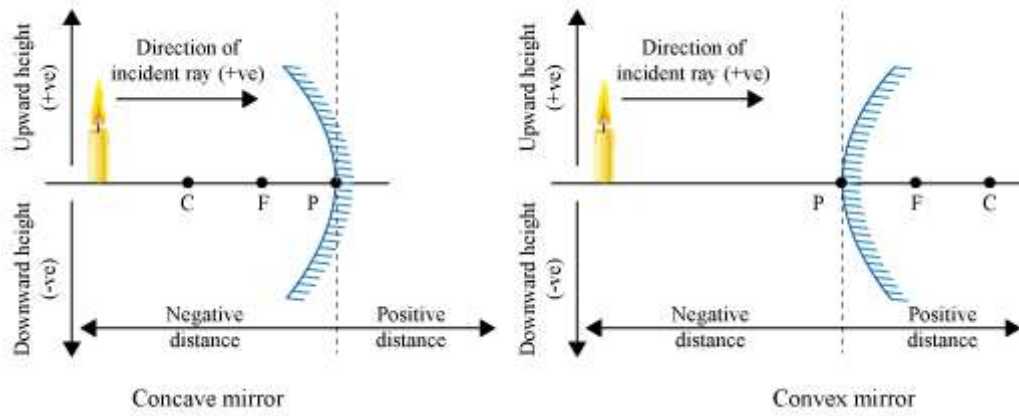 Upward height
(+ve)
Direction of
incident ray (+ve)
C
F
P
Downward height
(-ve)
Negative
distance
Positive
distance
Concave mirror
Upward height
(+ve)
Direction of
incident ray (+ve)
P
F
C
Downward height
(-ve)
Negative
distance
Positive
distance
Convex mirror